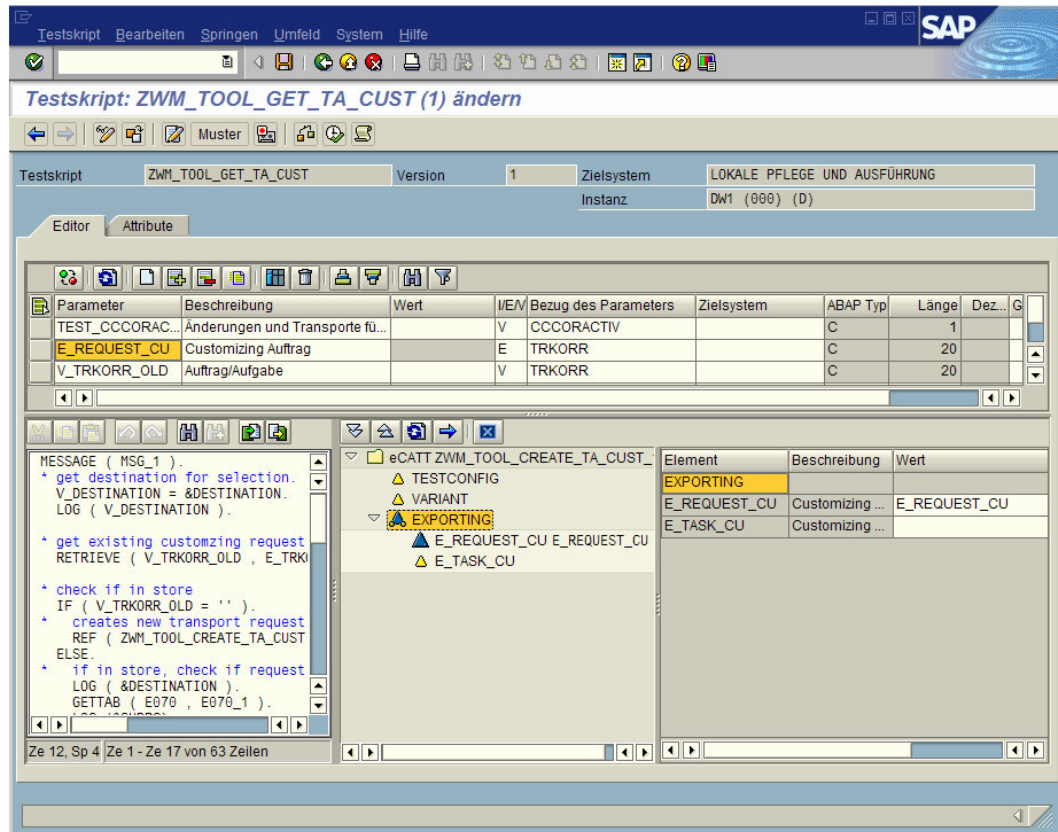 Testskript Bearbeiten Springen Umfeld System Hilfe
SAP
Testskript: ZWM_TOOL_GET_TA_CUST (1) ändern
Muster
Testskript ZWM_TOOL_GET_TA_CUST Version 1 Zielsystem LOKALE PFLEGE UND AUSFÜHRUNG
Instanz DW1 (000) (D)
Editor Attribute
Parameter Beschreibung Wert I/E/V Bezug des Parameters Zielsystem ABAP Typ Länge Dez... G
TEST_CCCORAC... Änderungen und Transporte fü... V CCCORACTIV C 1
E_REQUEST_CU Customizing Auftrag E TRKORR C 20
V_TRKORR_OLD Auftrag/Aufgabe V TRKORR C 20
MESSAGE ( MSG_1 ).
* get destination for selection.
V_DESTINATION = &DESTINATION.
LOG ( V_DESTINATION ).
* get existing customzing request
RETRIEVE ( V_TRKORR_OLD , E_TRK
* check if in store
IF ( V_TRKORR_OLD = '' ).
* creates new transport request
REF ( ZWM_TOOL_CREATE_TA_CUST
ELSE.
* if in store, check if request
LOG ( &DESTINATION ).
GETTAB ( E070 , E070_1 ).
Ze 12, Sp 4 Ze 1 - Ze 17 von 63 Zeilen
eCATT ZWM_TOOL_CREATE_TA_CUST_
TESTCONFIG
VARIANT
EXPORTING
E_REQUEST_CU E_REQUEST_CU
E_TASK_CU
Element Beschreibung Wert
EXPORTING
E_REQUEST_CU Customizing ... E_REQUEST_CU
E_TASK_CU Customizing ...